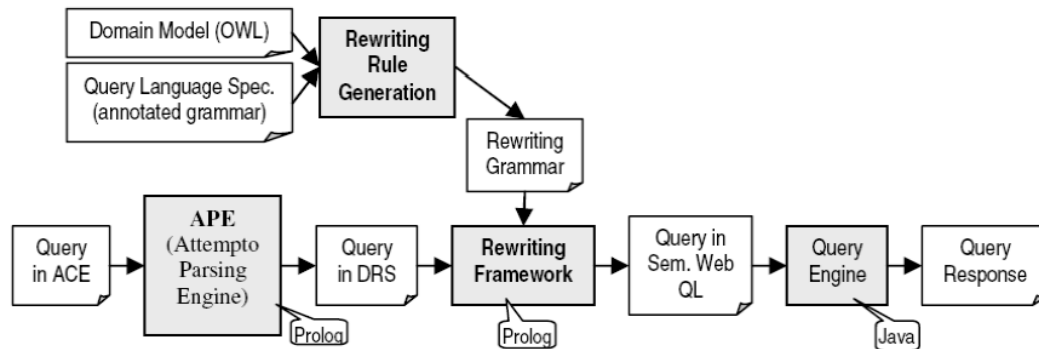 Domain Model (OWL)
Query Language Spec.
(annotated grammar)
Rewriting
Rule
Generation
Rewriting
Grammar
Query
in ACE
APE
(Attempto
Parsing
Engine)
Prolog
Query
in DRS
Rewriting
Framework
Prolog
Query in
Sem. Web
QL
Query
Engine
Java
Query
Response